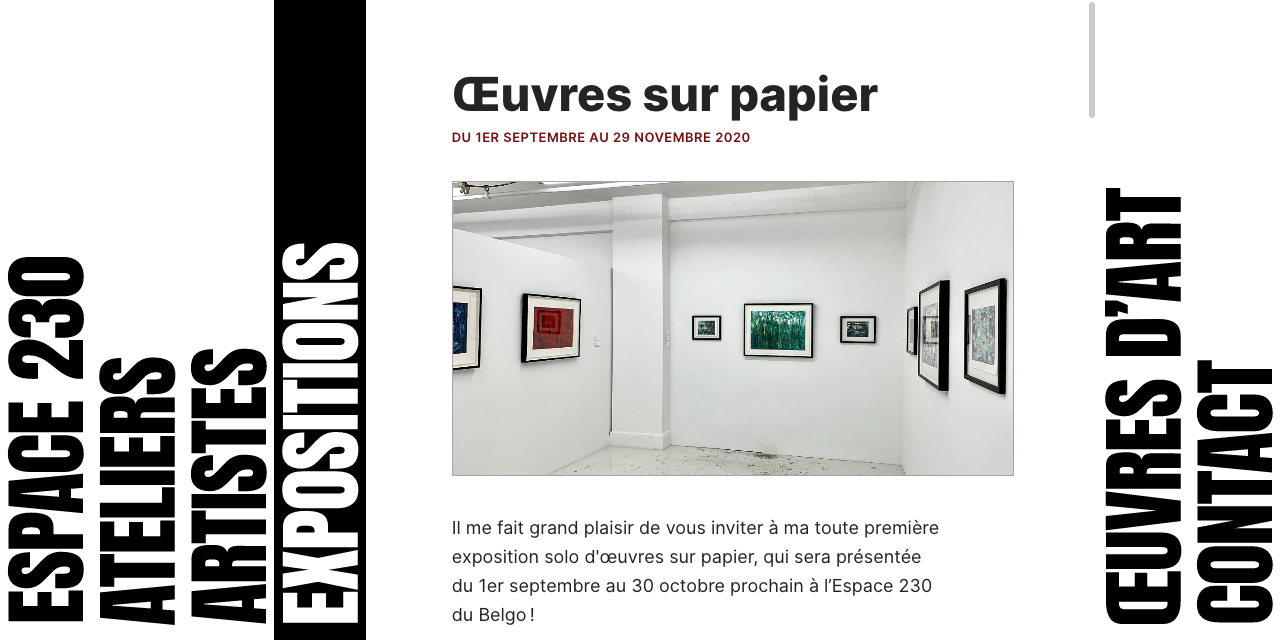 ESPACE 230
ATELIERS
ARTISTES
EXPOSITIONS
Œuvres sur papier
DU 1ER SEPTEMBRE AU 29 NOVEMBRE 2020
Il me fait grand plaisir de vous inviter à ma toute première
exposition solo d'œuvres sur papier, qui sera présentée
du 1er septembre au 30 octobre prochain à l’Espace 230
du Belgo !
ŒUVRES D’ART
CONTACT